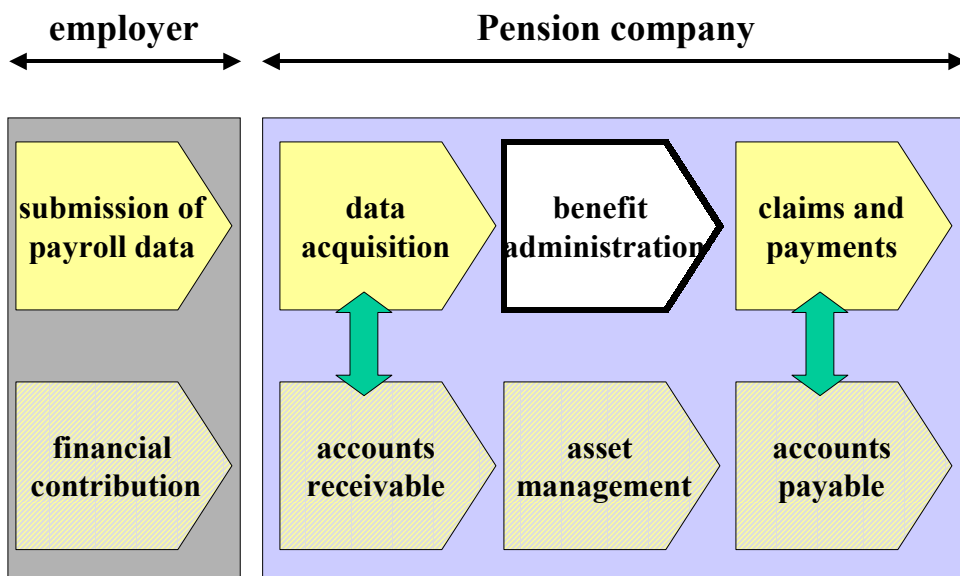 employer
Pension company
submission of
payroll data
data
acquisition
benefit
administration
claims and
payments
financial
contribution
accounts
receivable
asset
management
accounts
payable